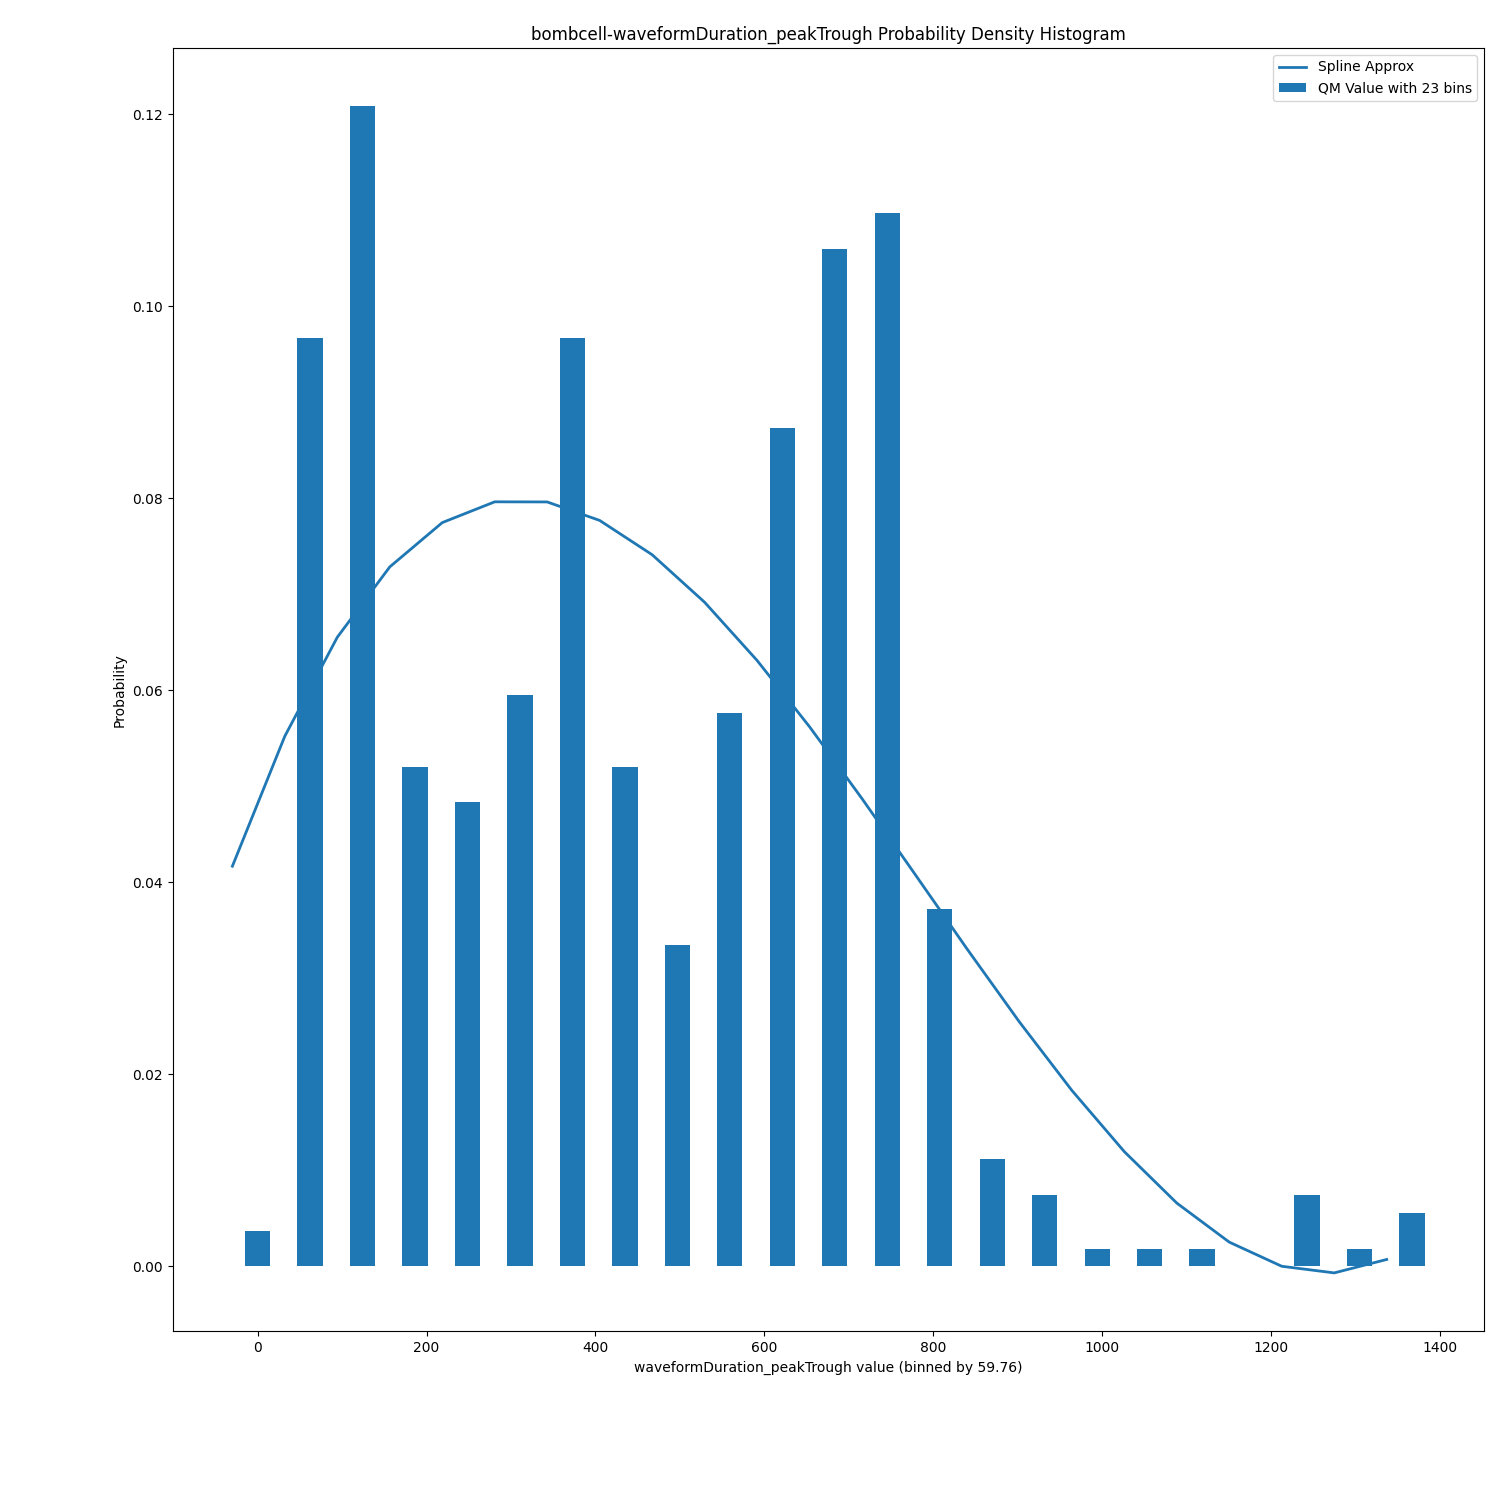 bombcell-waveformDuration_peakTrough Probability Density Histogram
Spline Approx
QM Value with 23 bins
0.12
0.10
0.08
0.06
0.04
0.02
0.00
Probability
0 200 400 600 800 1000 1200 1400
waveformDuration_peakTrough value (binned by 59.76)